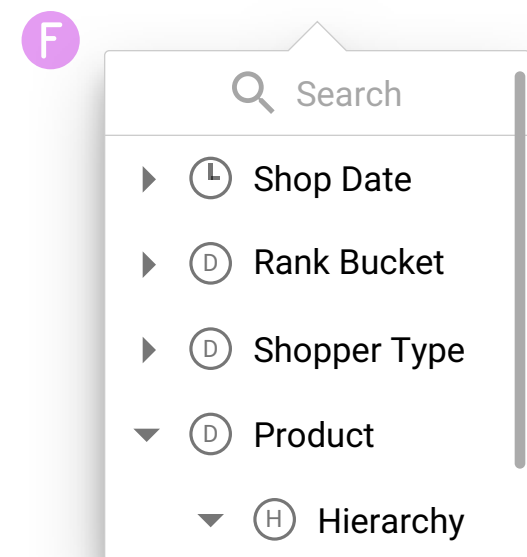 F
Search
Shop Date
D Rank Bucket
D Shopper Type
D Product
H Hierarchy